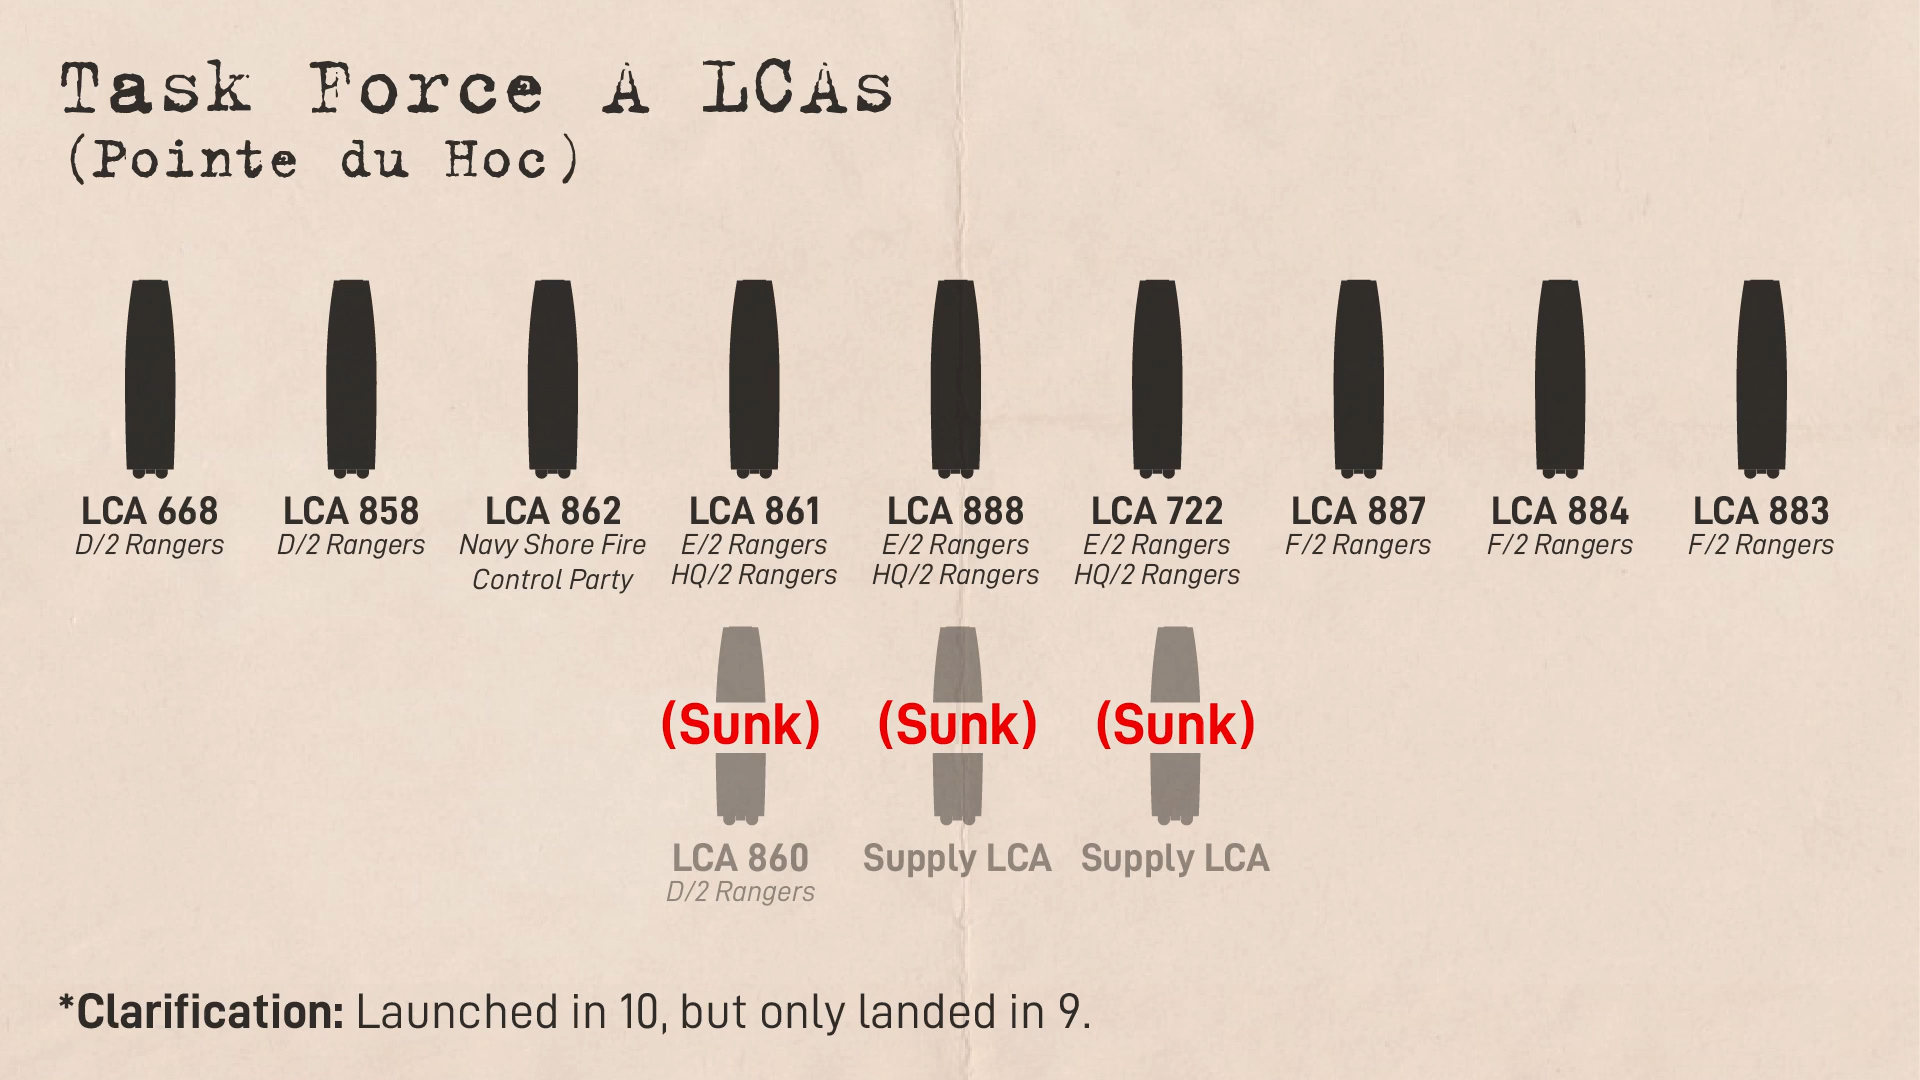 Task Force A LCAs
(Pointe du Hoc)
LCA 668
D/2 Rangers
LCA 858
D/2 Rangers
LCA 862
Navy Shore Fire
Control Party
LCA 861
E/2 Rangers
HQ/2 Rangers
LCA 888
E/2 Rangers
HQ/2 Rangers
LCA 722
E/2 Rangers
HQ/2 Rangers
LCA 887
F/2 Rangers
LCA 884
F/2 Rangers
LCA 883
F/2 Rangers
(Sunk)
LCA 860
D/2 Rangers
(Sunk)
Supply LCA
(Sunk)
Supply LCA
*Clarification: Launched in 10, but only landed in 9.